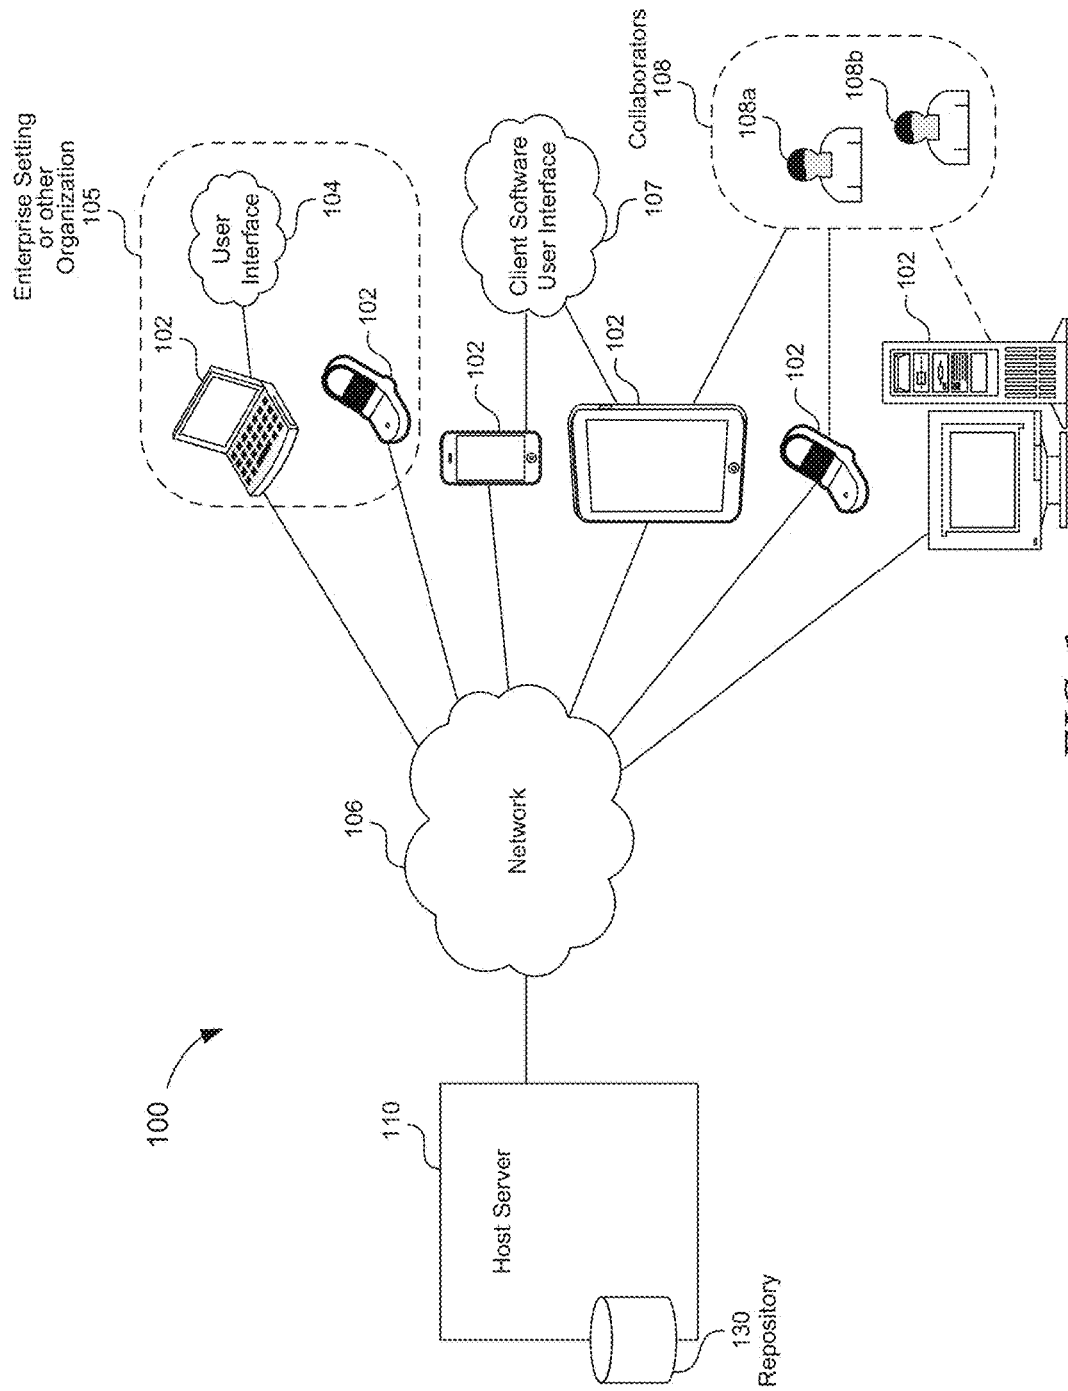 Enterprise Setting
or other
Organization
105
102
User
Interface
104
102
102
Client Software
User Interface
107
102
Collaborators
108
108a
108b
102
102
106
Network
100
110
Host Server
130
Repository